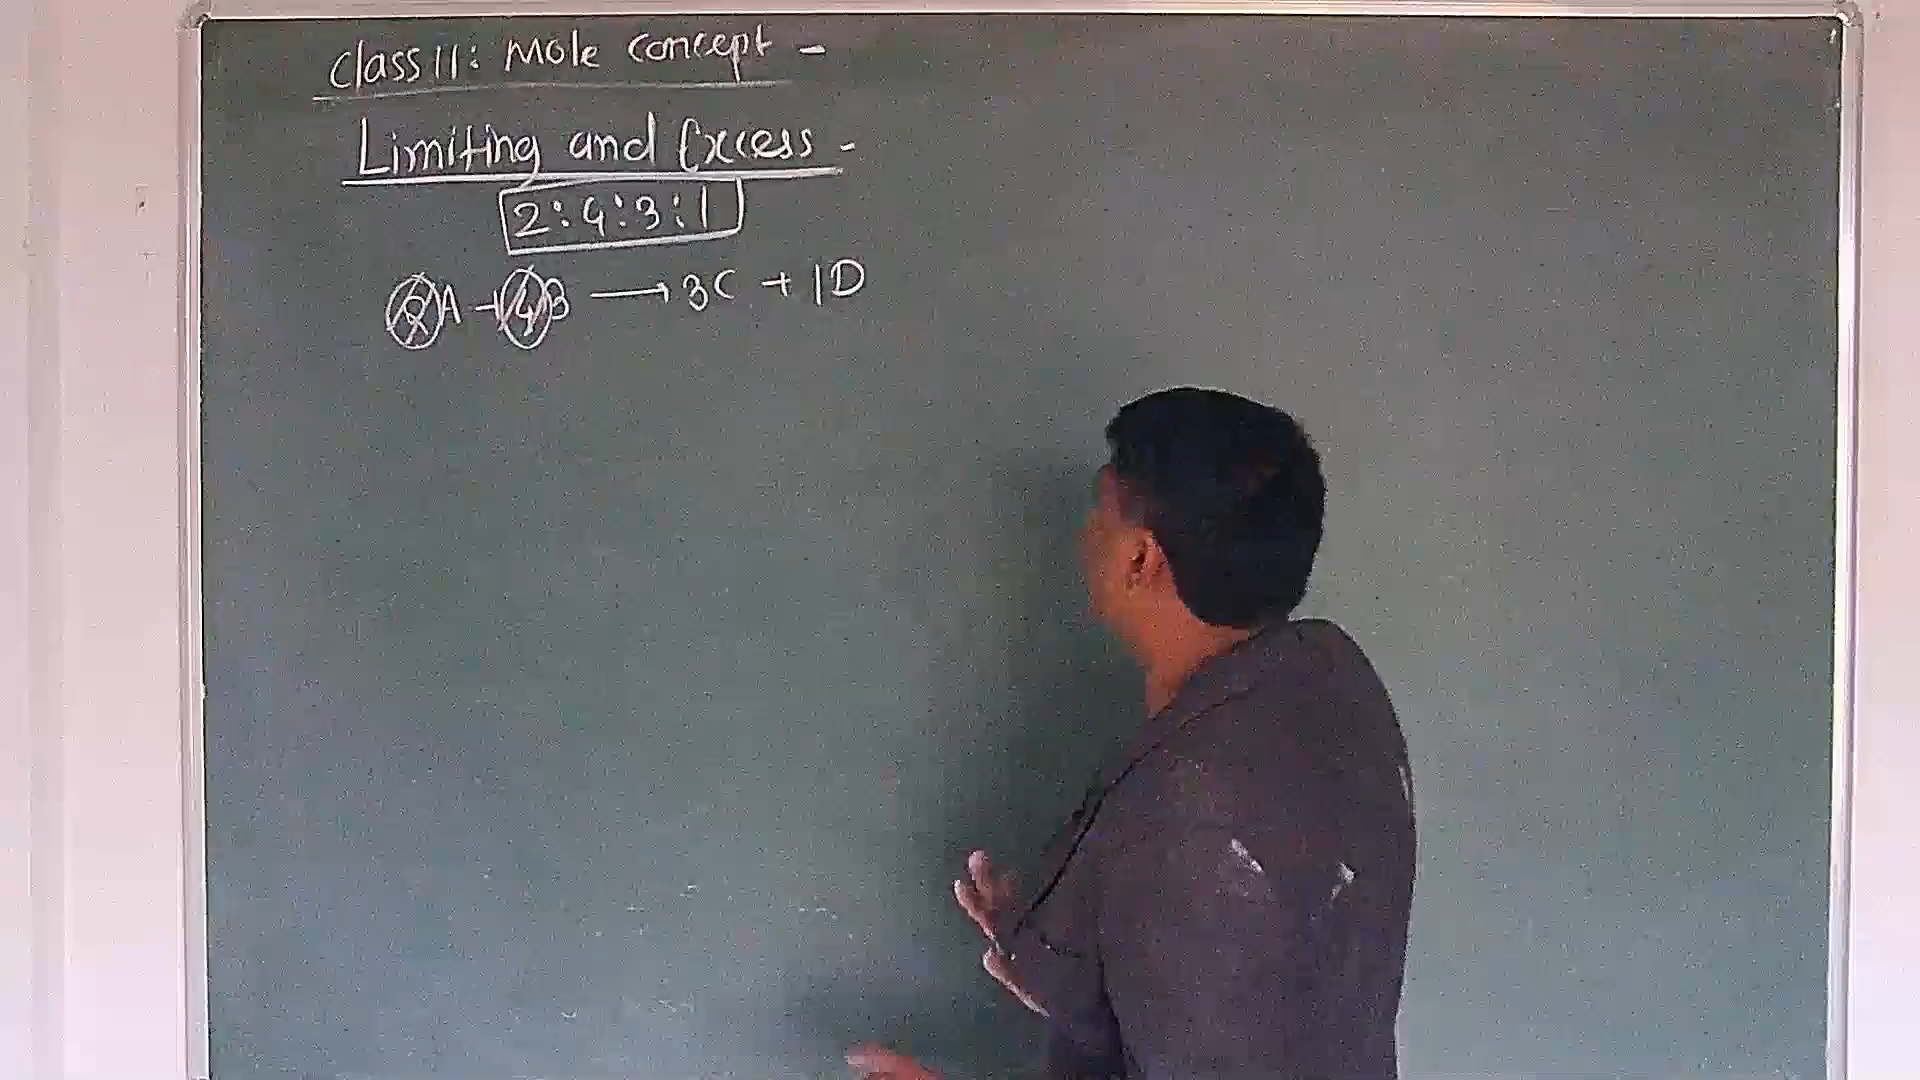 Class 11: Mole concept -
Limiting and Excess -
2:4:3:1
2A + 4B ⟶ 3C + 1D